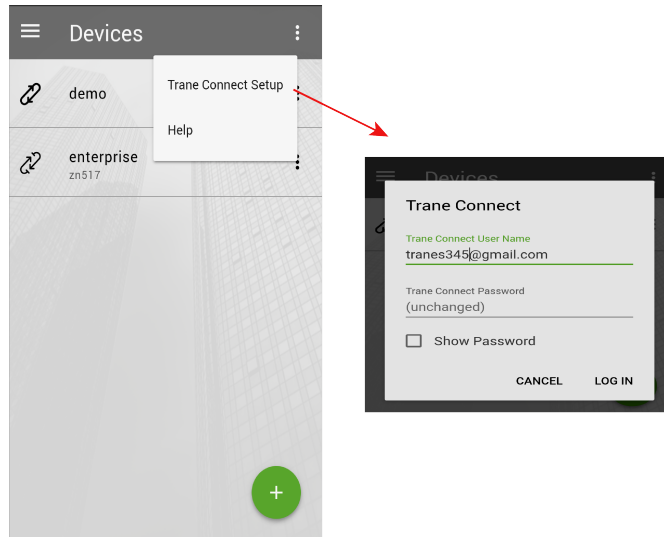 Devices
Trane Connect Setup
demo
Help
enterprise
zn517
+
Devices
Trane Connect
Trane Connect User Name
tranes345@gmail.com
Trane Connect Password
(unchanged)
Show Password
CANCEL LOG IN